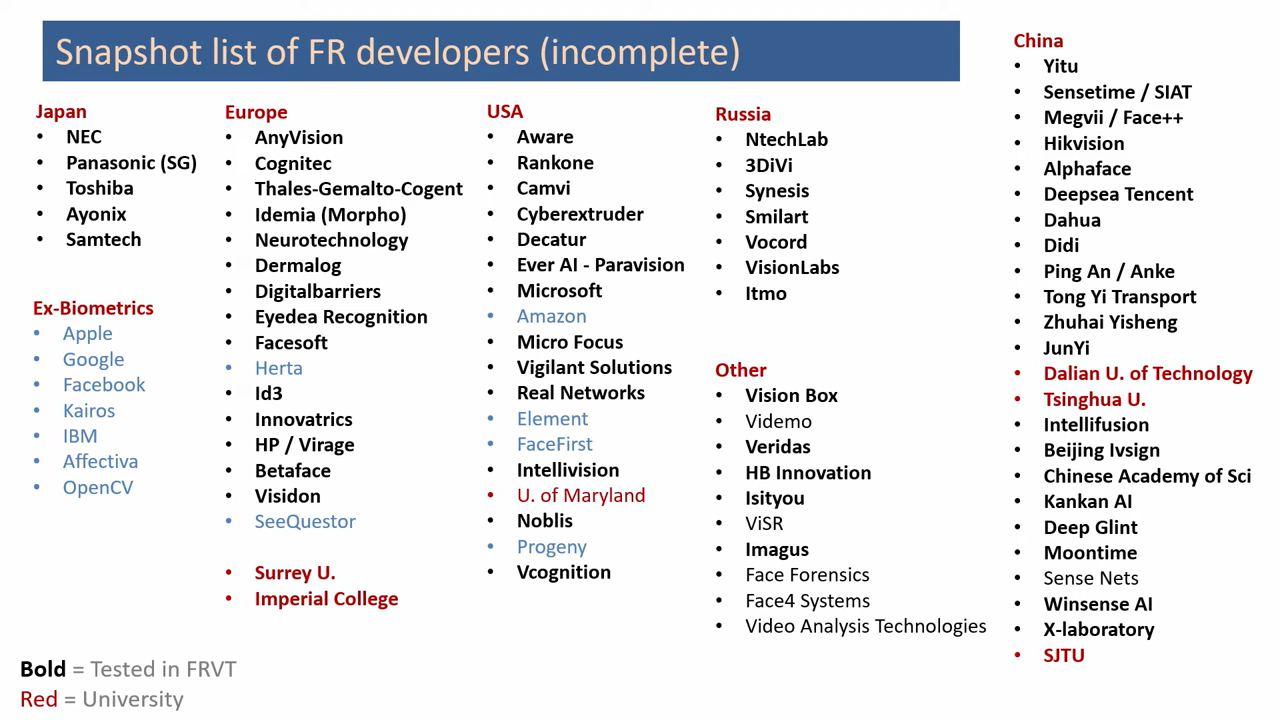 Snapshot list of FR developers (incomplete)
Japan
• NEC
• Panasonic (SG)
• Toshiba
• Ayonix
• Samtech
Ex-Biometrics
• Apple
• Google
• Facebook
• Kairos
• IBM
• Affectiva
• OpenCV
Europe
• AnyVision
• Cognitec
• Thales-Gemalto-Cogent
• Idemia (Morpho)
• Neurotechnology
• Dermalog
• Digitalbarriers
• Eyedea Recognition
• Facesoft
• Herta
• Id3
• Innovatrics
• HP / Virage
• Betaface
• Visidon
• SeeQuestor
• Surrey U.
• Imperial College
USA
• Aware
• Rankone
• Camvi
• Cyberextruder
• Decatur
• Ever AI - Paravision
• Microsoft
• Amazon
• Micro Focus
• Vigilant Solutions
• Real Networks
• Element
• FaceFirst
• Intellivision
• U. of Maryland
• Noblis
• Progeny
• Vcognition
Russia
• NtechLab
• 3DiVi
• Synesis
• Smilart
• Vocord
• VisionLabs
• Itmo
Other
• Vision Box
• Videmo
• Veridas
• HB Innovation
• Isityou
• ViSR
• Imagus
• Face Forensics
• Face4 Systems
• Video Analysis Technologies
China
• Yitu
• Sensetime / SIAT
• Megvii / Face++
• Hikvision
• Alphaface
• Deepsea Tencent
• Dahua
• Didi
• Ping An / Anke
• Tong Yi Transport
• Zhuhai Yisheng
• JunYi
• Dalian U. of Technology
• Tsinghua U.
• Intellifusion
• Beijing Ivsign
• Chinese Academy of Sci
• Kankan AI
• Deep Glint
• Moontime
• Sense Nets
• Winsense AI
• X-laboratory
• SJTU
Bold = Tested in FRVT
Red = University